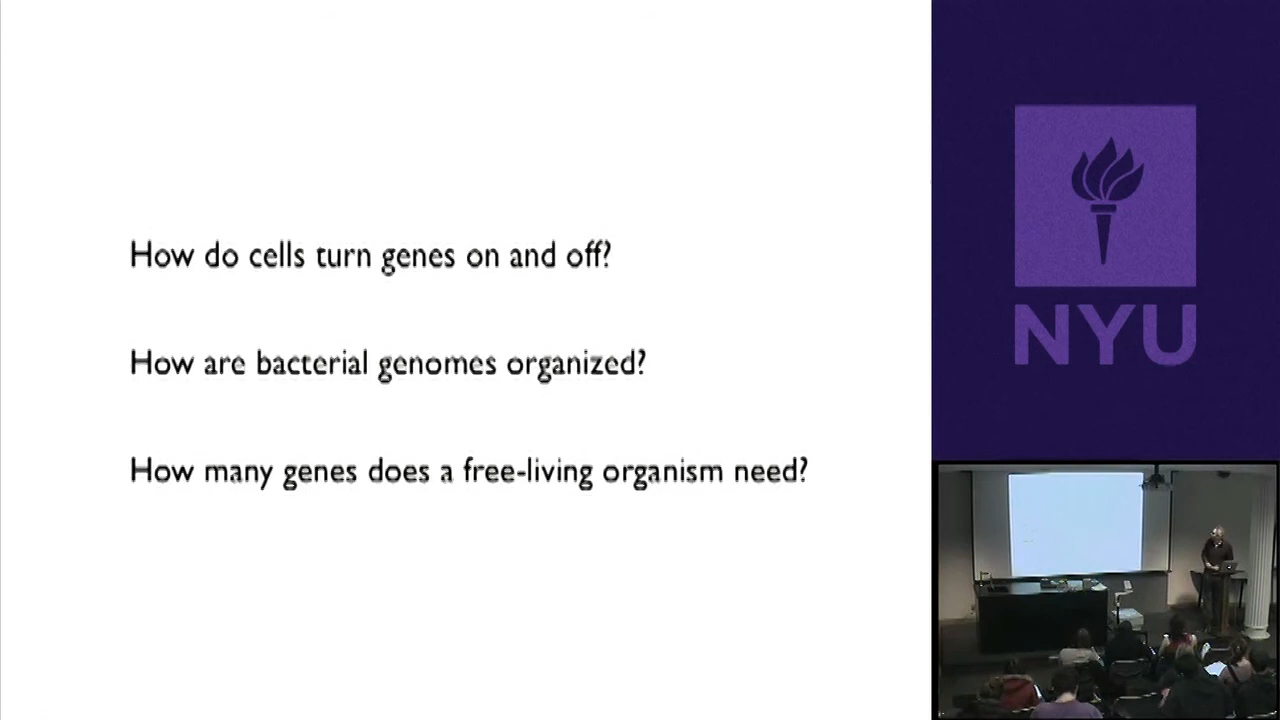 How do cells turn genes on and off?
How are bacterial genomes organized?
How many genes does a free-living organism need?
NYU